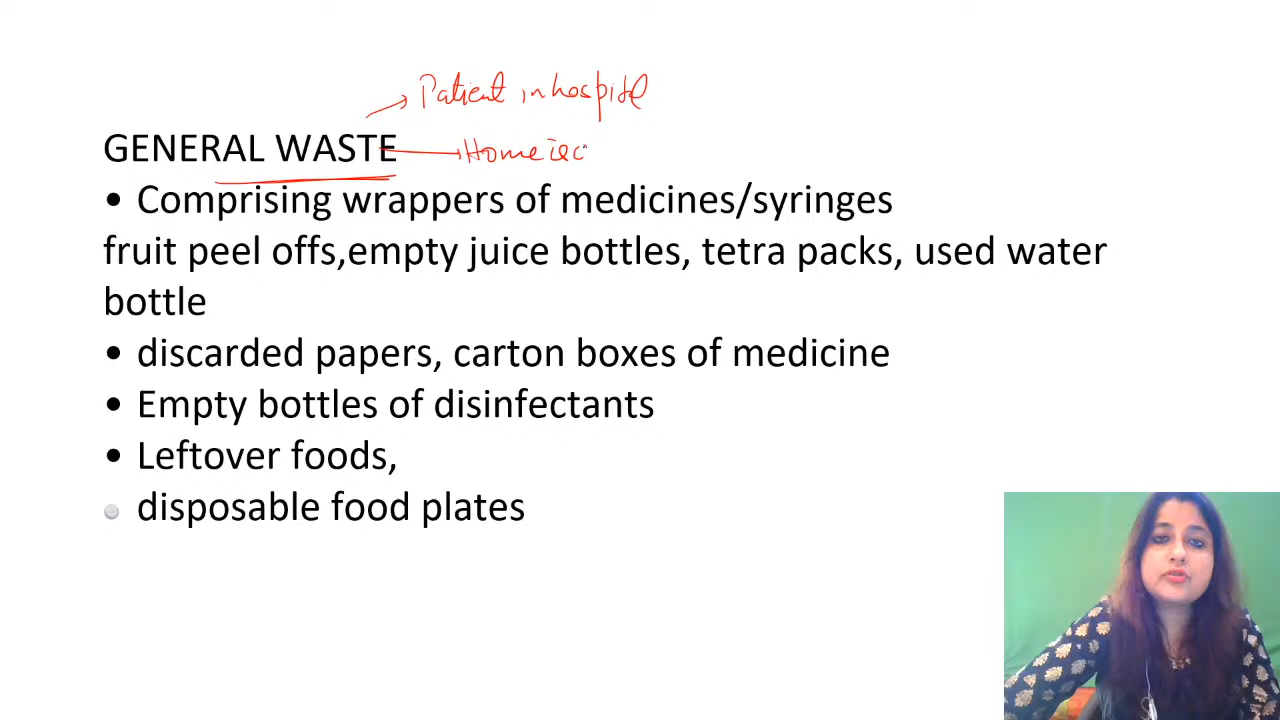 Patient in hospital
GENERAL WASTE
Home
• Comprising wrappers of medicines/syringes
fruit peel offs,empty juice bottles, tetra packs, used water
bottle
• discarded papers, carton boxes of medicine
• Empty bottles of disinfectants
• Leftover foods,
disposable food plates